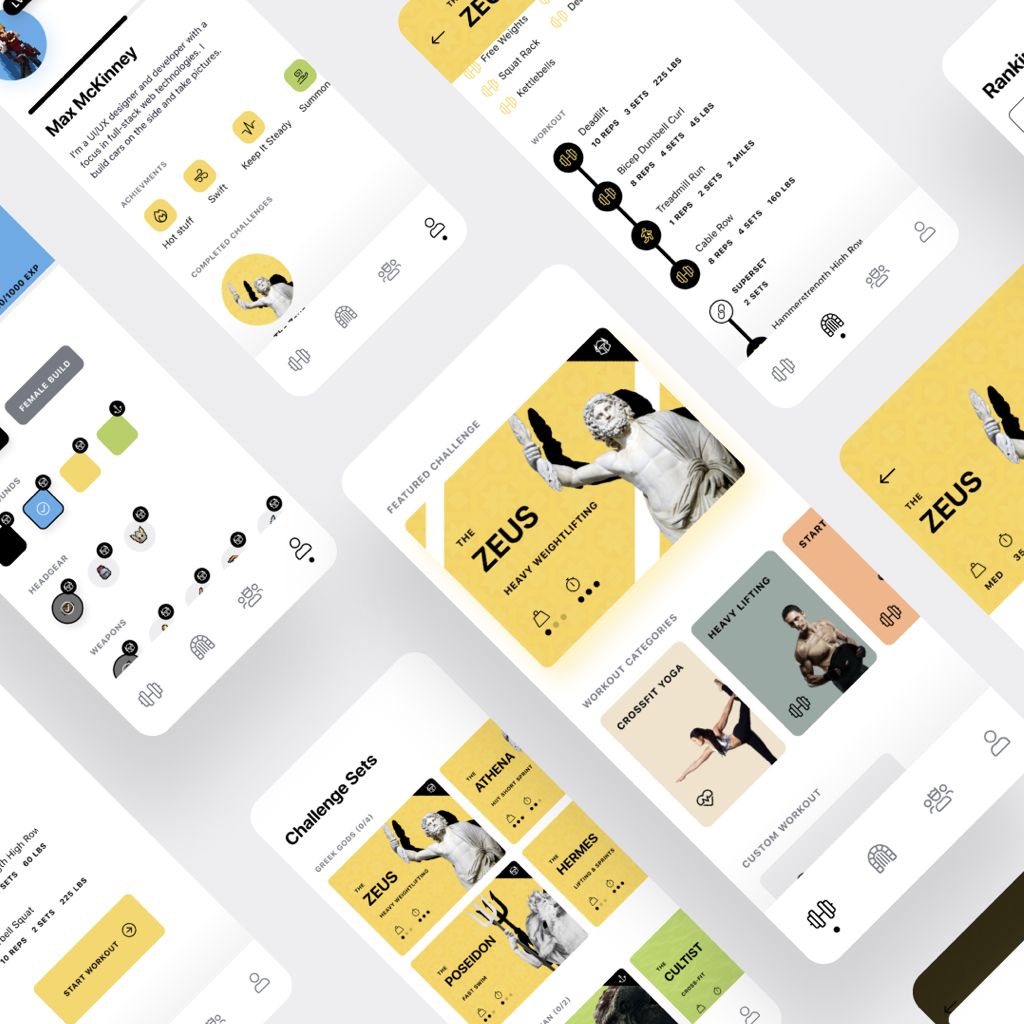 Max McKinney
I'm a UI/UX designer and developer with a
focus in full-stack web technologies. I
build cars on the side and take pictures.
ACHIEVMENTS
Hot stuff
Swift
Keep It Steady
Summon
COMPLETED CHALLENGES
ZEUS
Free Weights
Squat Rack
Kettlebells
WORKOUT
Deadlift
10 REPS 3 SETS 225 LBS
Bicep Dumbell Curl
8 REPS 4 SETS 45 LBS
Treadmill Run
1 REPS 2 SETS 2 MILES
Cable Row
8 REPS 4 SETS 160 LBS
SUPERSET
2 SETS
Hammerstrength High Row
/1000 EXP
FEMALE BUILD
HEADGEAR
WEAPONS
FEATURED CHALLENGE
THE
ZEUS
HEAVY WEIGHTLIFTING
WORKOUT CATEGORIES
CROSSFIT YOGA
HEAVY LIFTING
START
CUSTOM WORKOUT
THE
ZEUS
MED
Challenge Sets
GREEK GODS (0/4)
THE
ZEUS
HEAVY WEIGHTLIFTING
THE
ATHENA
HIIT SHORT SPRINT
THE
POSEIDON
FAST SWIM
THE
HERMES
LIFTING & SPRINTS
THE
CULTIST
CROSS-FIT
(0/2)
High Row
SETS 60 LBS
Squat
10 REPS 2 SETS 225 LBS
START WORKOUT